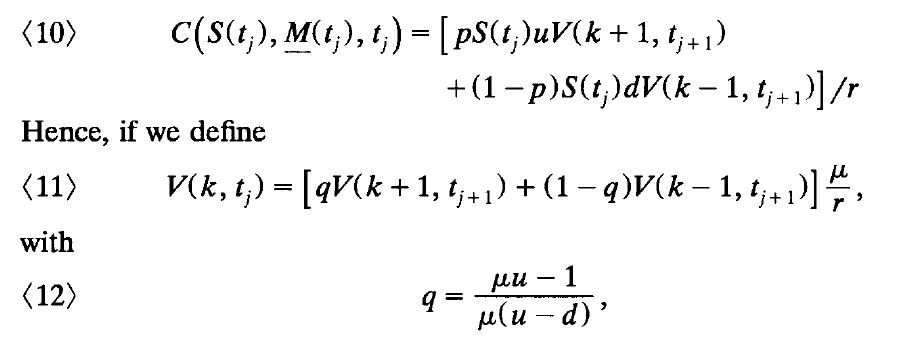 ⟨10⟩ C(S(t_j), M̲(t_j), t_j) = [pS(t_j)uV(k + 1, t_{j+1})
+ (1 − p)S(t_j)dV(k − 1, t_{j+1})]/r
Hence, if we define
⟨11⟩ V(k, t_j) = [qV(k + 1, t_{j+1}) + (1 − q)V(k − 1, t_{j+1})] μ/r,
with
⟨12⟩ q = (μu − 1)/(μ(u − d)),